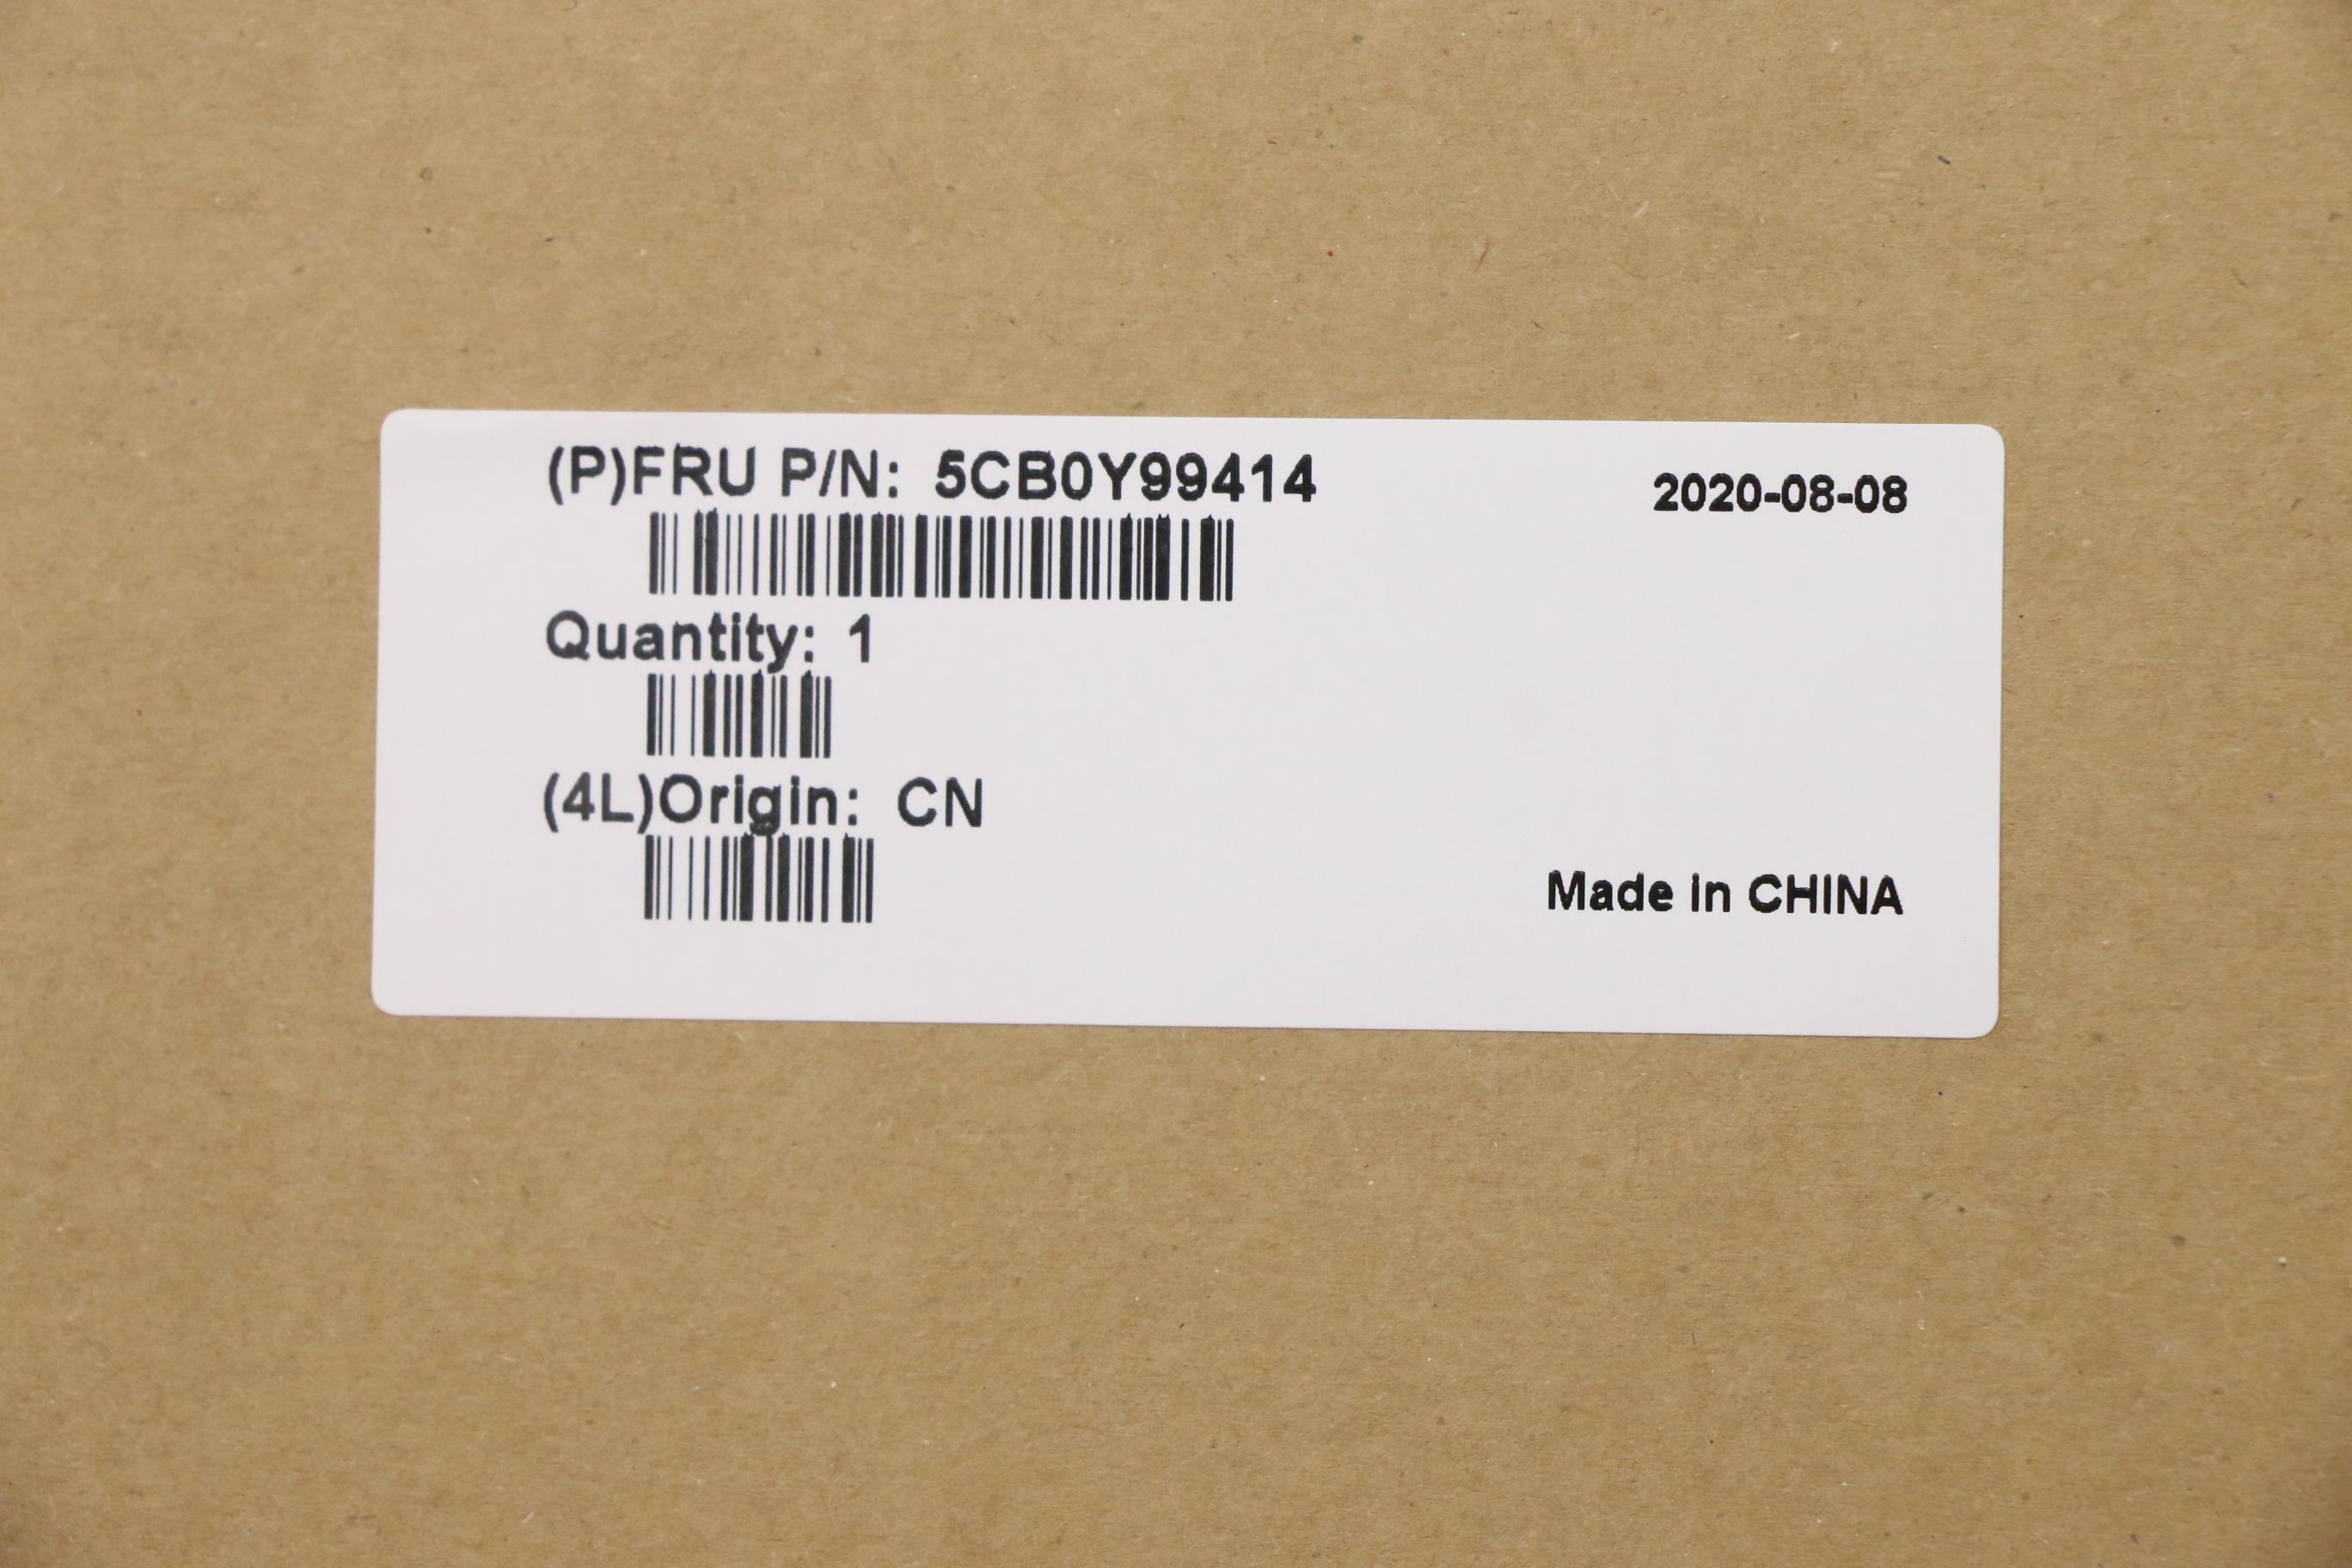 (P)FRU P/N: 5CB0Y99414
2020-08-08
Quantity: 1
(4L)Origin: CN
Made in CHINA